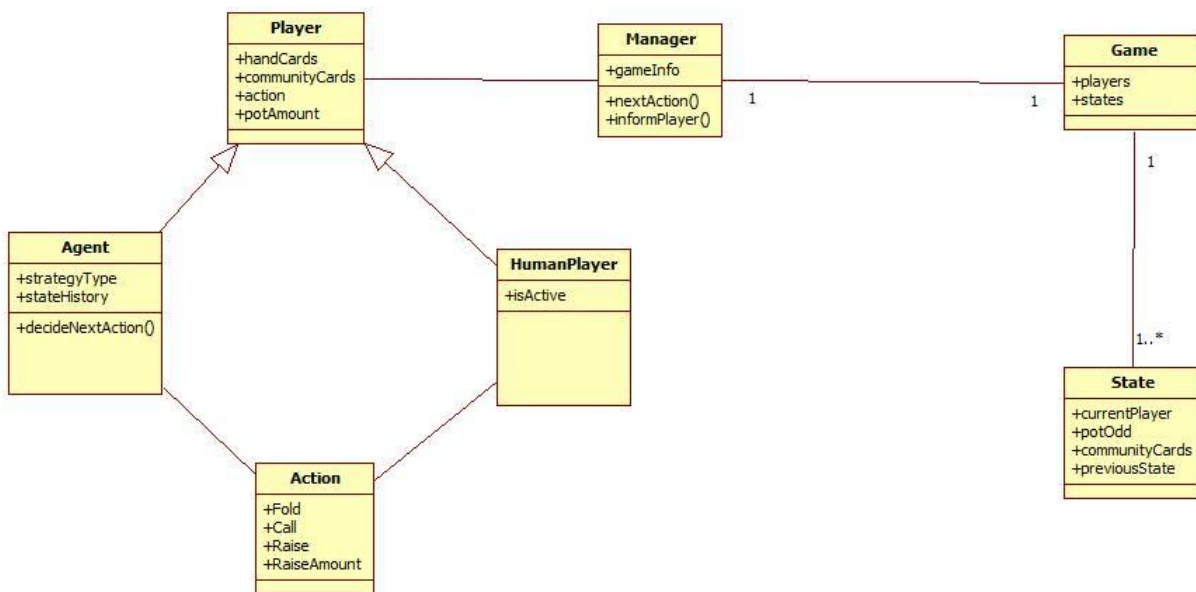 Player
+handCards
+communityCards
+action
+potAmount
Manager
+gameInfo
+nextAction()
+informPlayer()
1
1
Game
+players
+states
1
1..*
Agent
+strategyType
+stateHistory
+decideNextAction()
HumanPlayer
+isActive
State
+currentPlayer
+potOdd
+communityCards
+previousState
Action
+Fold
+Call
+Raise
+RaiseAmount